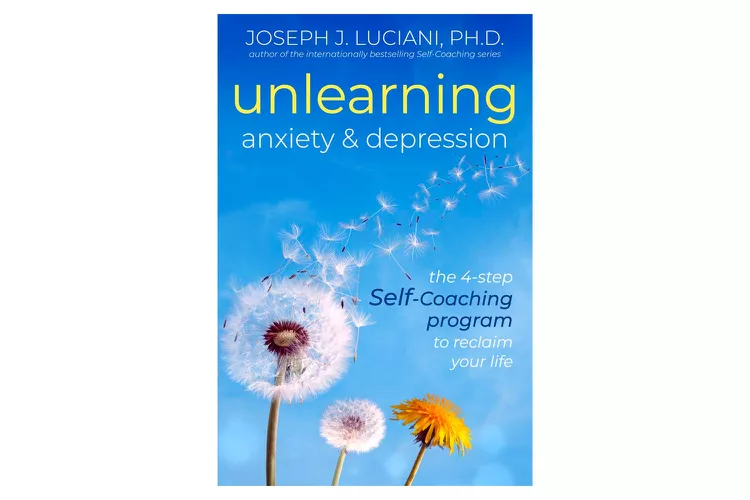 JOSEPH J. LUCIANI, PH.D.
author of the internationally bestselling Self-Coaching series
unlearning
anxiety & depression
the 4-step
Self-Coaching
program
to reclaim
your life